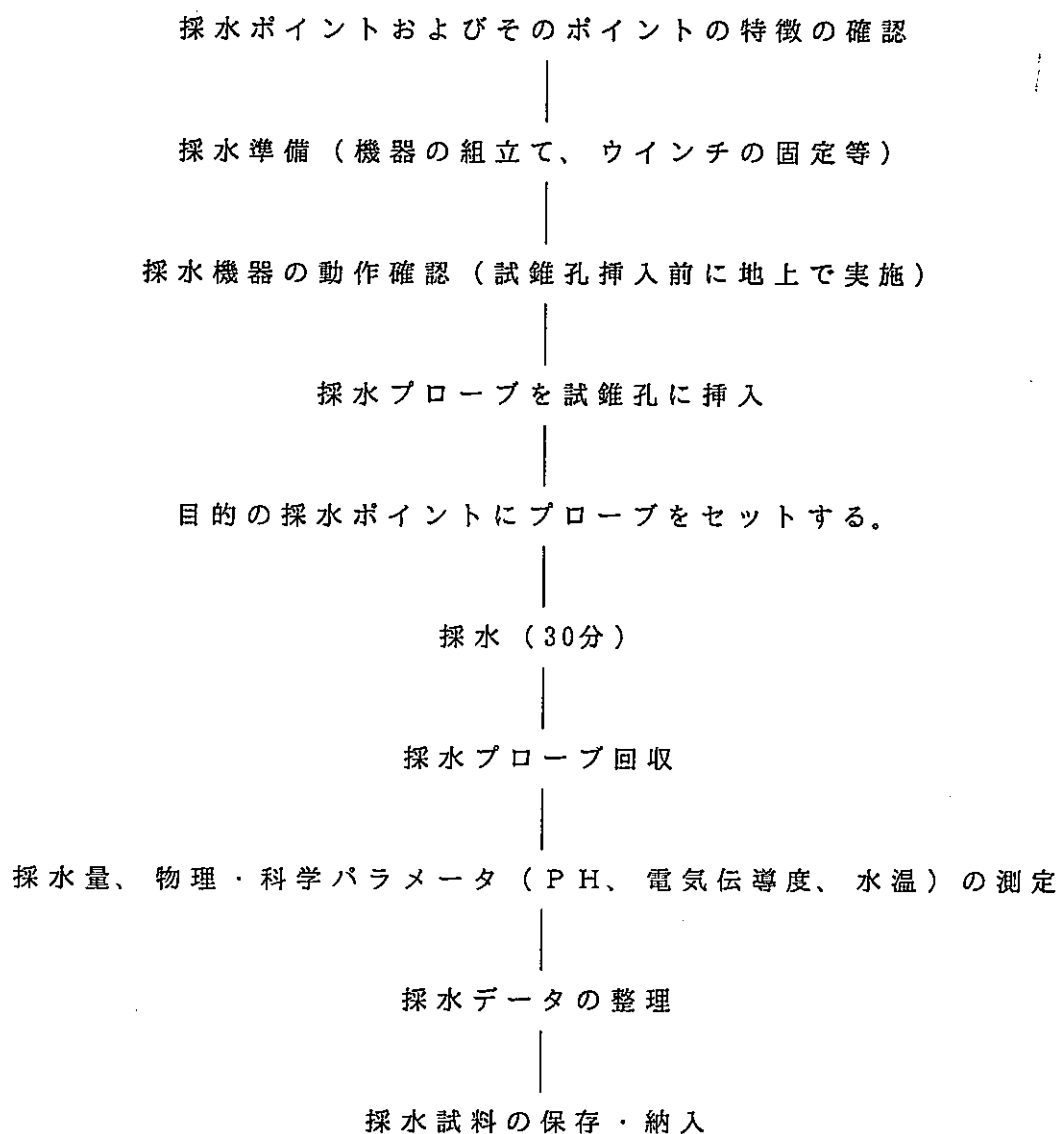 採水ポイントおよびそのポイントの特徴の確認
採水準備（機器の組立て、ウインチの固定等）
採水機器の動作確認（試錐孔挿入前に地上で実施）
採水プローブを試錐孔に挿入
目的の採水ポイントにプローブをセットする。
採水（30分）
採水プローブ回収
採水量、物理・科学パラメータ（ＰＨ、電気伝導度、水温）の測定
採水データの整理
採水試料の保存・納入